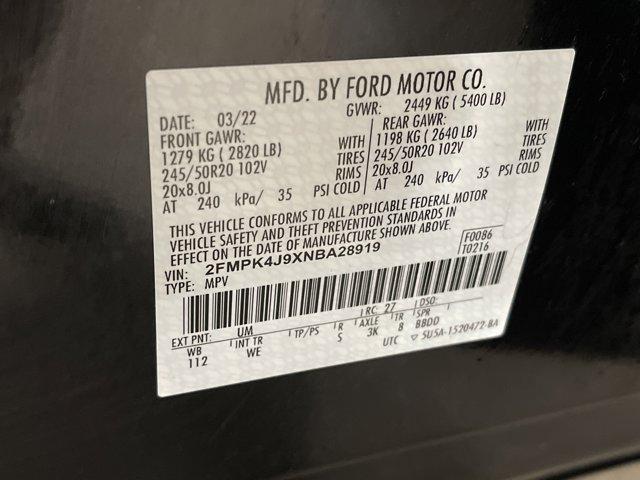 MFD. BY FORD MOTOR CO.
DATE: 03/22 GVWR: 2449 KG ( 5400 LB)
FRONT GAWR: REAR GAWR:
1279 KG ( 2820 LB) WITH 1198 KG ( 2640 LB) WITH
245/50R20 102V TIRES 245/50R20 102V TIRES
20x8.0J RIMS 20x8.0J RIMS
AT 240 kPa/ 35 PSI COLD AT 240 kPa/ 35 PSI COLD
THIS VEHICLE CONFORMS TO ALL APPLICABLE FEDERAL MOTOR
VEHICLE SAFETY AND THEFT PREVENTION STANDARDS IN
EFFECT ON THE DATE OF MANUFACTURE SHOWN ABOVE.
VIN: 2FMPK4J9XNBA28919 F0086
TYPE: MPV T0216
EXT PNT: UM RC: 27 DSO:
WB INT TR TP/PS R AXLE TR SPR
112 WE S 3K 8 BBDD
UTC ▽ 5U5A-1520472-BA